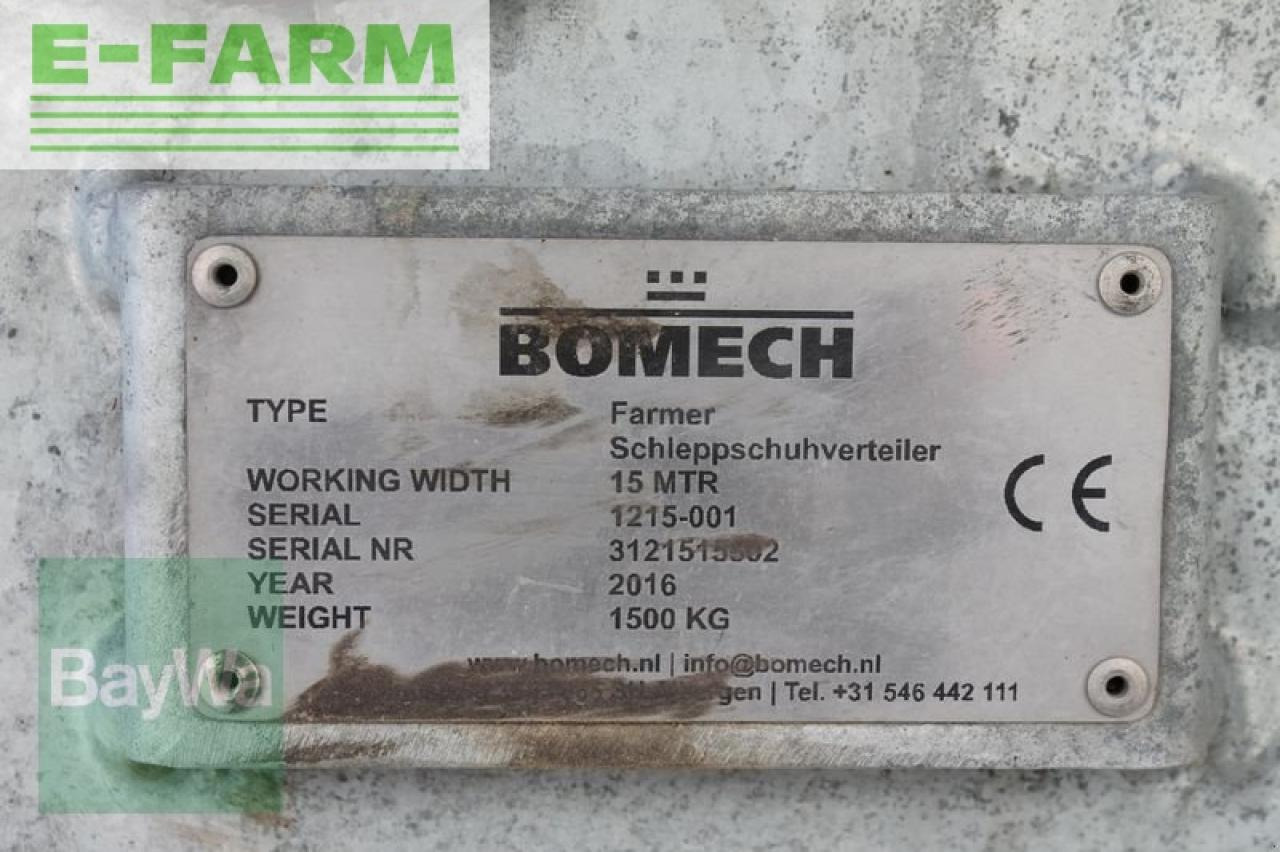 E-FARM
BOMECH
TYPE Farmer
Schleppschuhverteiler
WORKING WIDTH 15 MTR
SERIAL 1215-001
SERIAL NR
YEAR 2016
WEIGHT 1500 KG
BayWa
www.bomech.nl | info@bomech.nl
| Tel. +31 546 442 111
CE